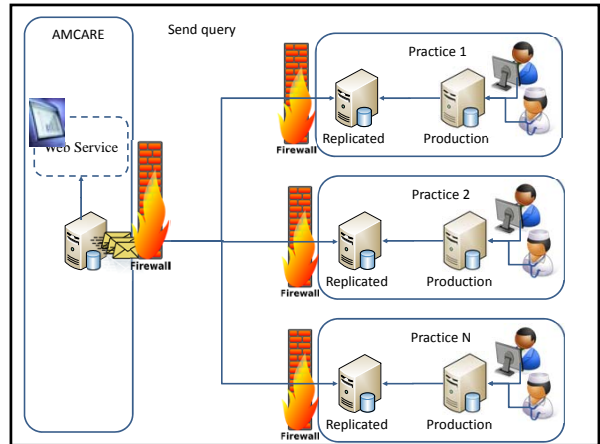 AMCARE
Send query
Web Service
Firewall
Practice 1
Firewall
Replicated
Production
Practice 2
Firewall
Replicated
Production
Practice N
Firewall
Replicated
Production